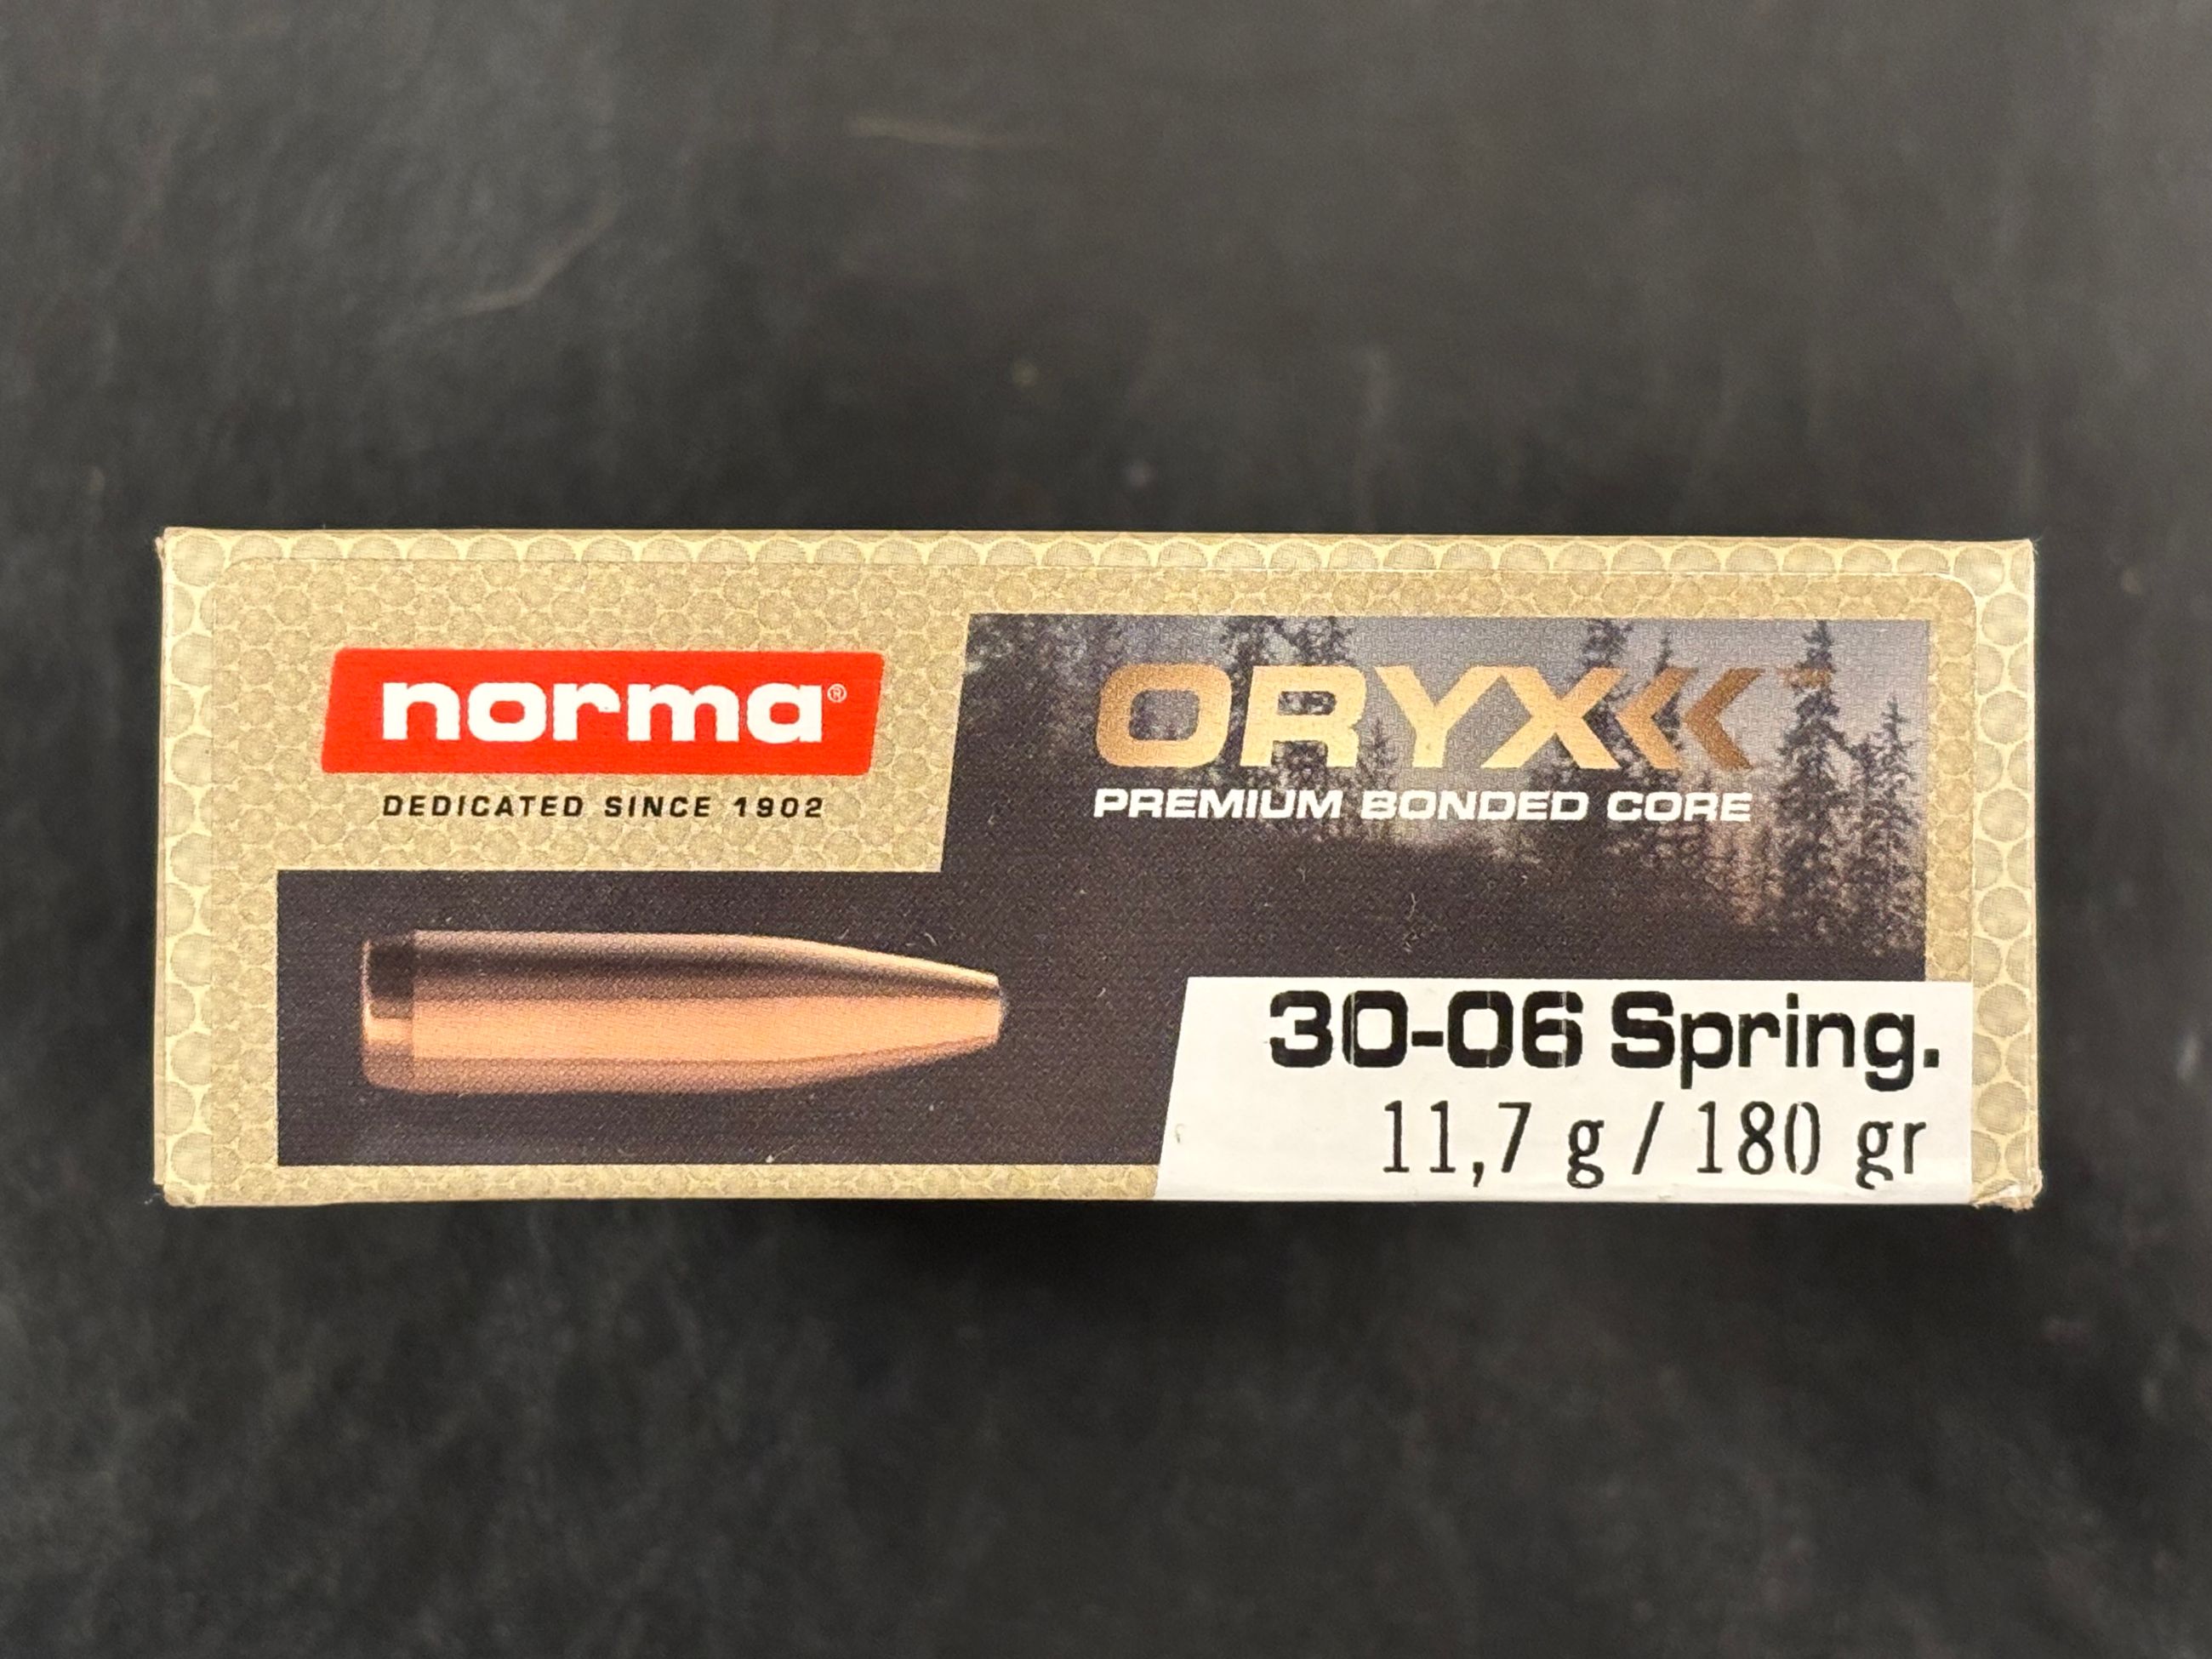 norma®
DEDICATED SINCE 1902
ORYX
PREMIUM BONDED CORE
30-06 Spring.
11,7 g / 180 gr